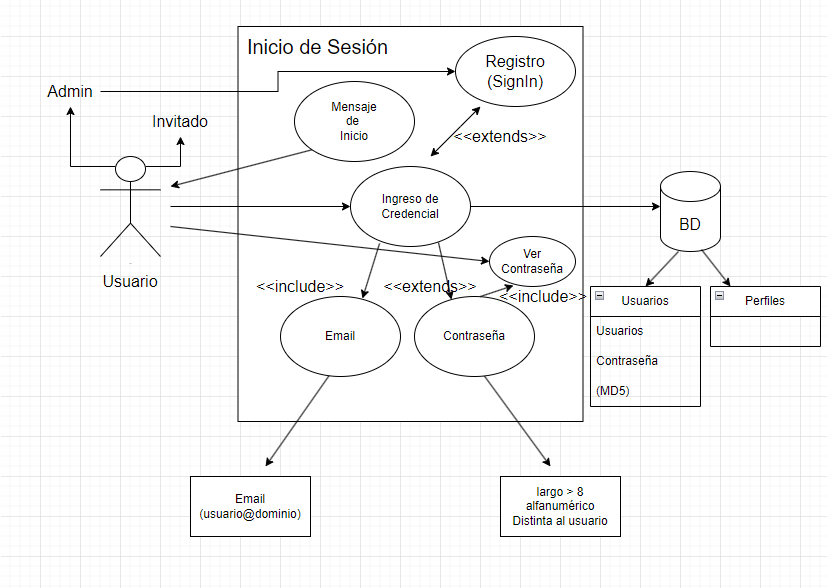 Inicio de Sesión
Registro
(SignIn)
Admin
Mensaje
de
Inicio
Invitado
<<extends>>
Ingreso de
Credencial
BD
Ver
Contraseña
Usuario
<<include>>
<<extends>>
<<include>>
Usuarios
Usuarios
Contraseña
(MD5)
Perfiles
Email
Contraseña
Email
(usuario@dominio)
largo > 8
alfanumérico
Distinta al usuario